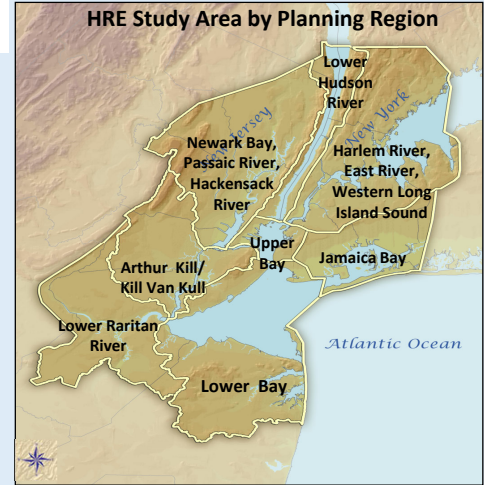 HRE Study Area by Planning Region
Lower
Hudson
River
New Jersey
New York
Newark Bay,
Passaic River,
Hackensack
River
Harlem River,
East River,
Western Long
Island Sound
Upper
Bay
Jamaica Bay
Arthur Kill/
Kill Van Kull
Lower Raritan
River
Atlantic Ocean
Lower Bay